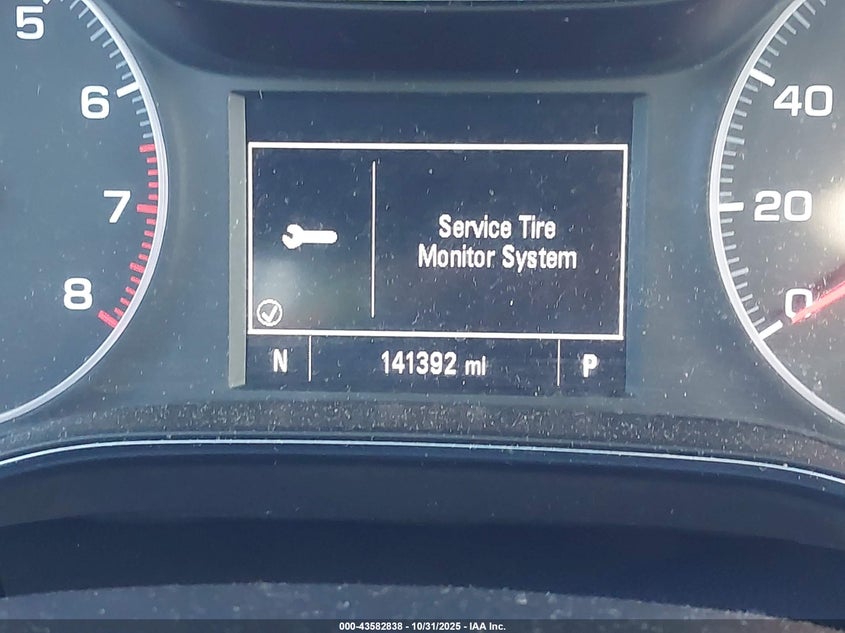 5
6
7
8
40
20
0
Service Tire
Monitor System
N 141392 mi P
000-43582838 - 10/31/2025 - IAA Inc.